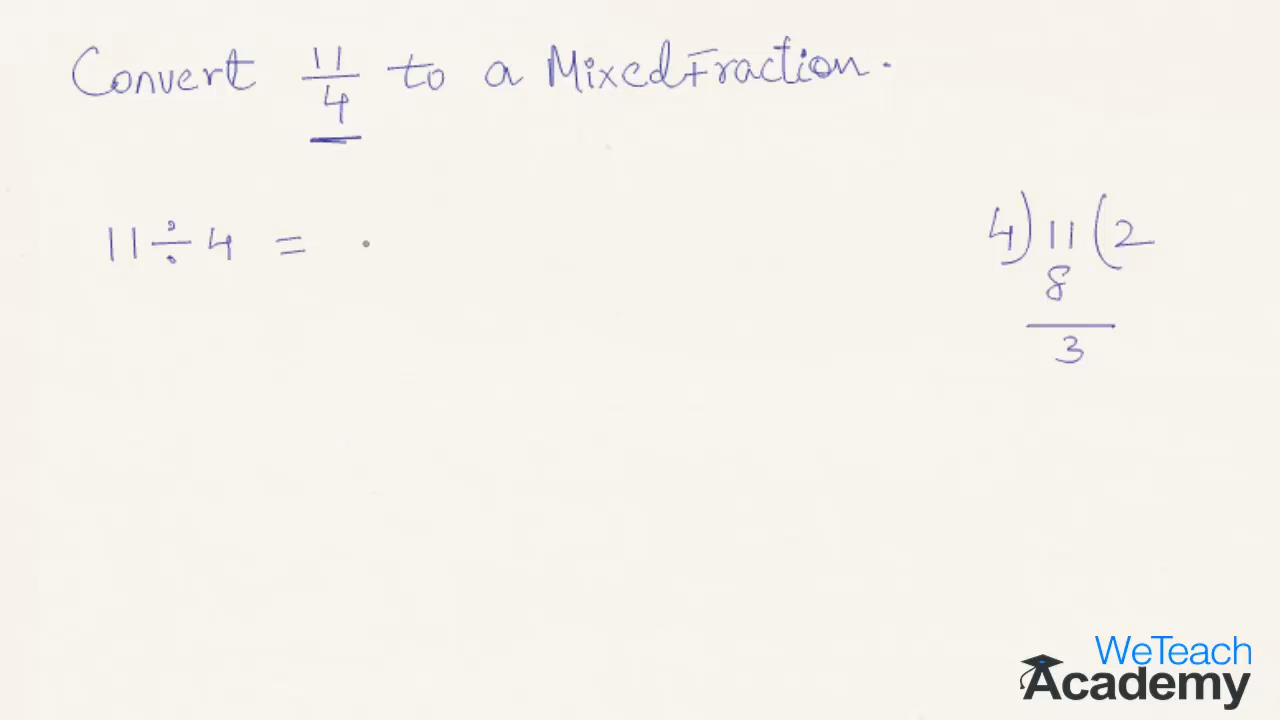 Convert 11/4 to a Mixed Fraction.
11 ÷ 4 =
4) 11 (2
8
3
WeTeach
Academy